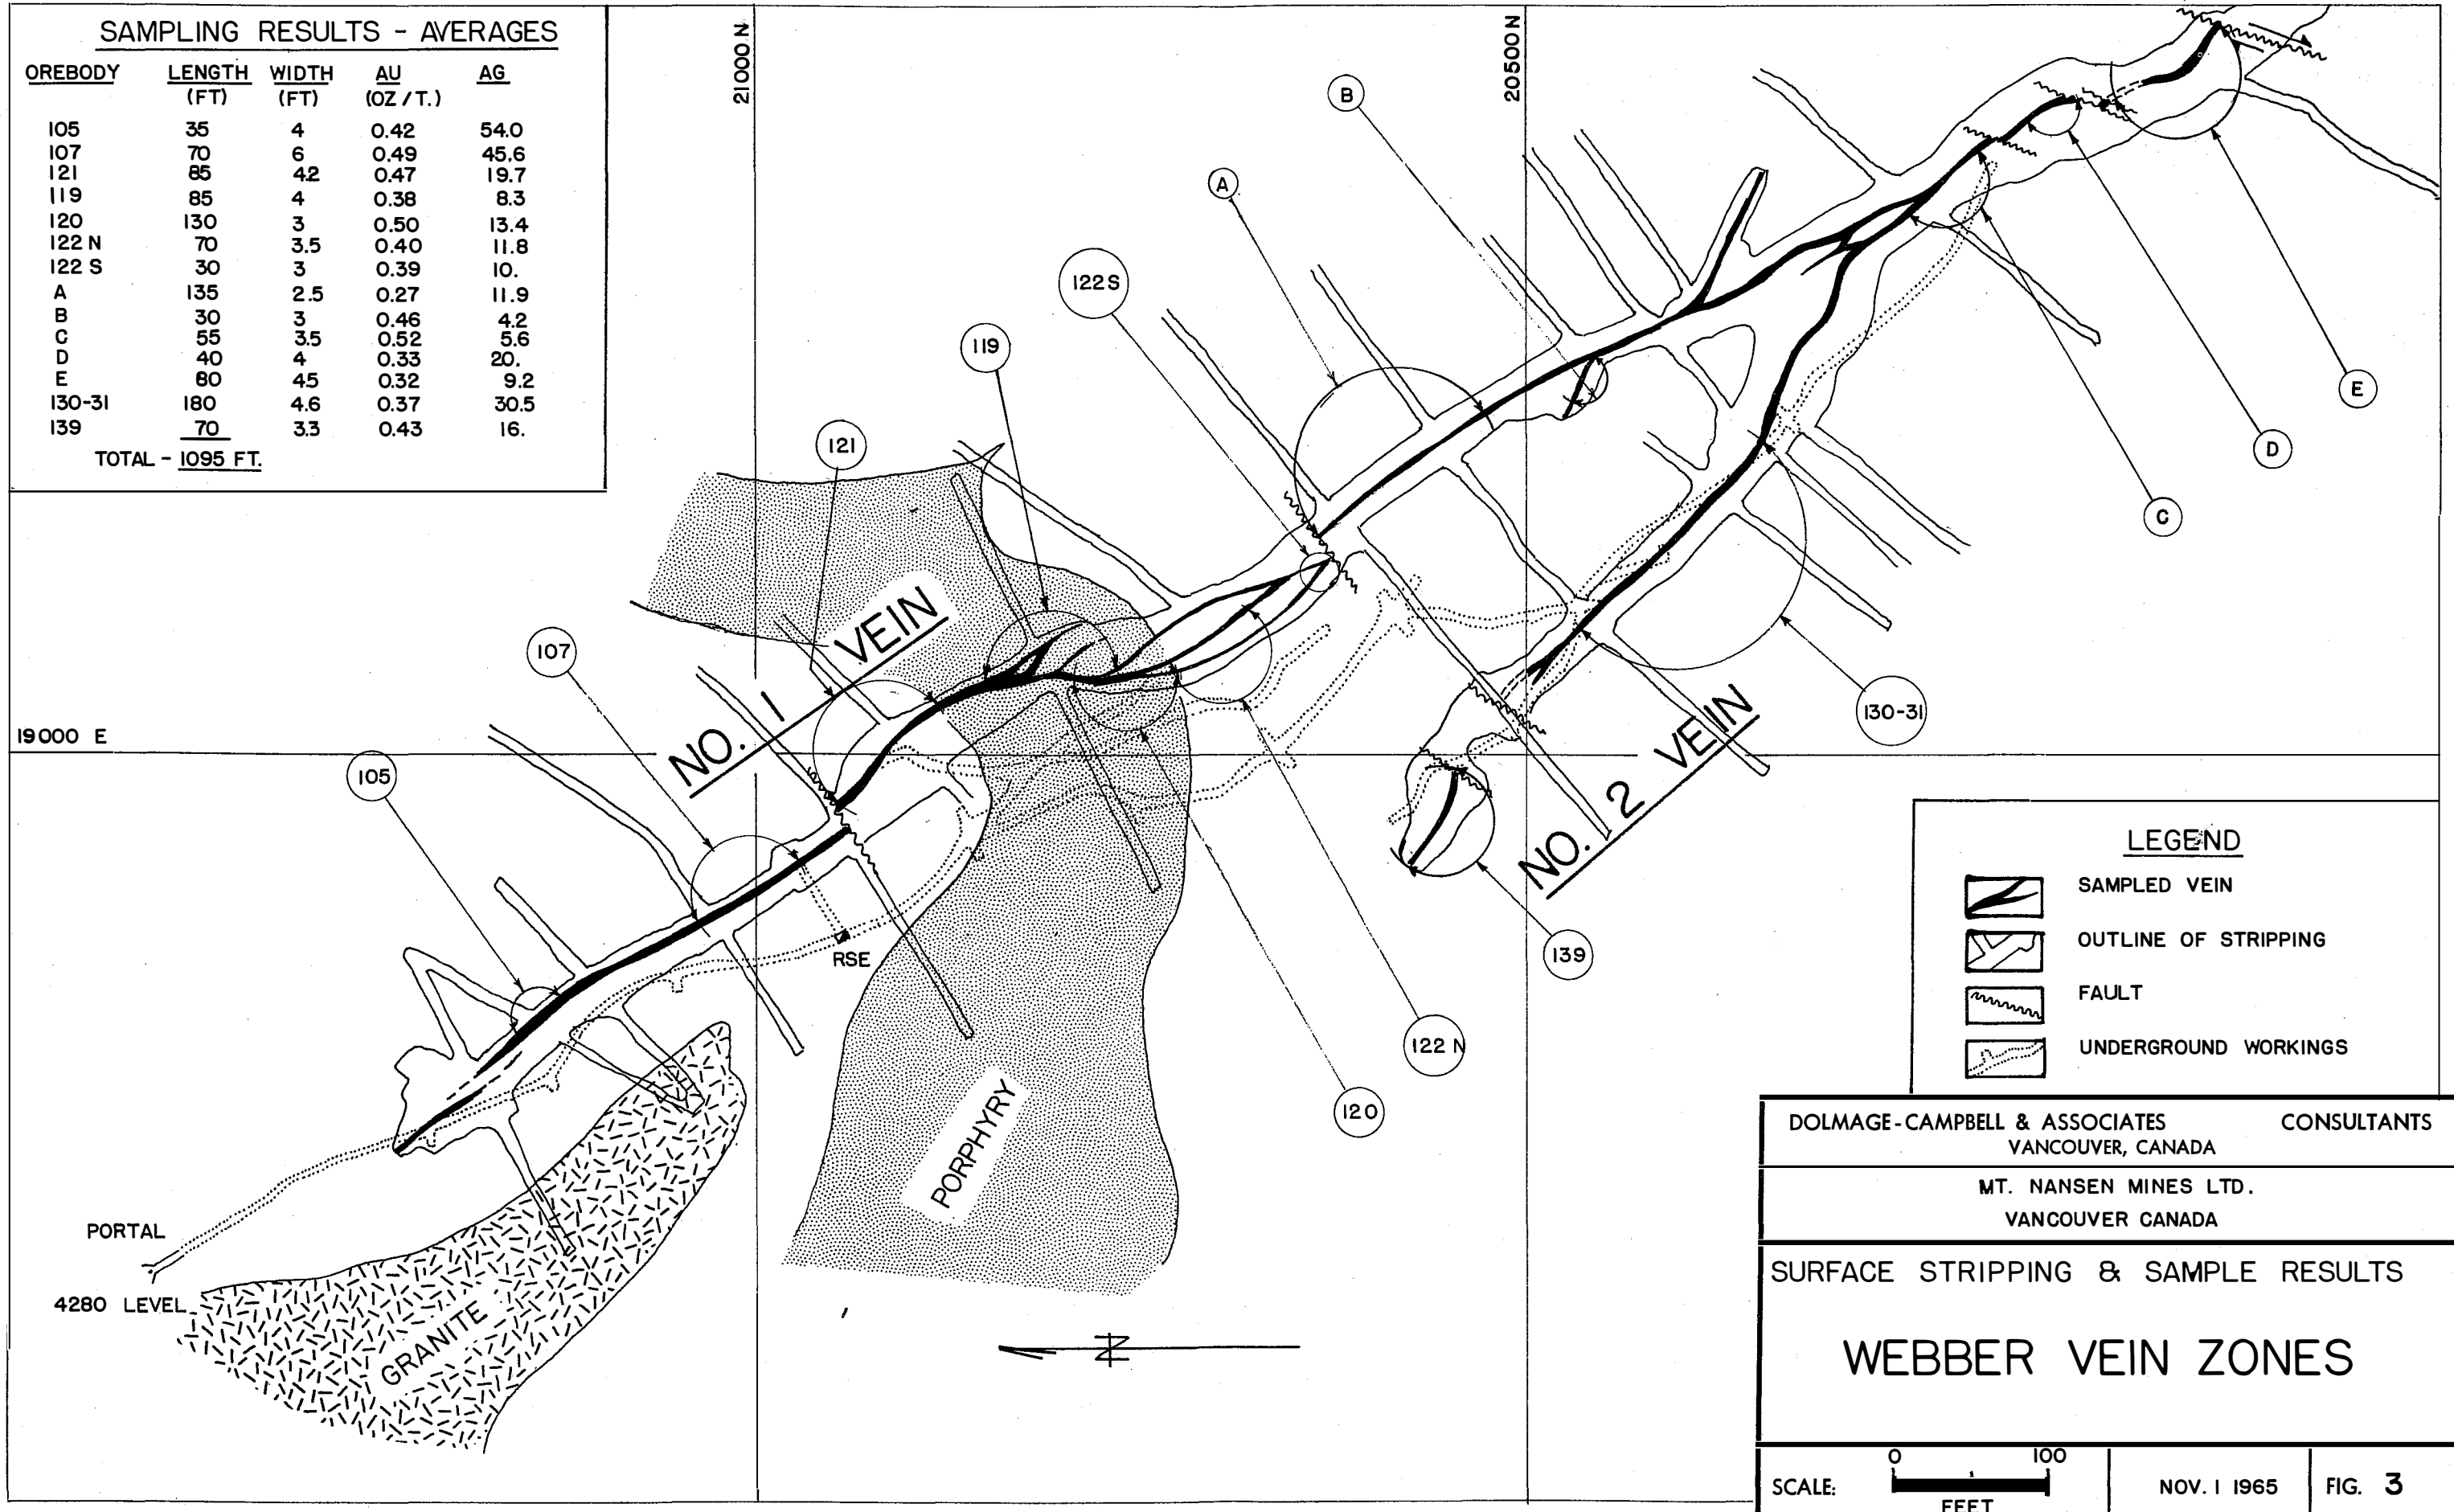 SAMPLING RESULTS - AVERAGES
OREBODY LENGTH WIDTH AU AG
(FT) (FT) (OZ/T.)
105 35 4 0.42 54.0
107 70 6 0.49 45.6
121 85 4.2 0.47 19.7
119 85 4 0.38 8.3
120 130 3 0.50 13.4
122 N 70 3.5 0.40 11.8
122 S 30 3 0.39 10.
A 135 2.5 0.27 11.9
B 30 3 0.46 4.2
C 55 3.5 0.52 5.6
D 40 4 0.33 20.
E 80 45 0.32 9.2
130-31 180 4.6 0.37 30.5
139 70 3.3 0.43 16.
TOTAL - 1095 FT.
21000 N
20500 N
B
A
122 S
119
121
107
105
E
D
C
130-31
139
122 N
120
NO. 1 VEIN
NO. 2 VEIN
19000 E
RSE
PORPHYRY
GRANITE
PORTAL
4280 LEVEL
N
LEGEND
SAMPLED VEIN
OUTLINE OF STRIPPING
FAULT
UNDERGROUND WORKINGS
DOLMAGE-CAMPBELL & ASSOCIATES CONSULTANTS
VANCOUVER, CANADA
MT. NANSEN MINES LTD.
VANCOUVER CANADA
SURFACE STRIPPING & SAMPLE RESULTS
WEBBER VEIN ZONES
SCALE: 0 100
FEET
NOV. 1 1965
FIG. 3